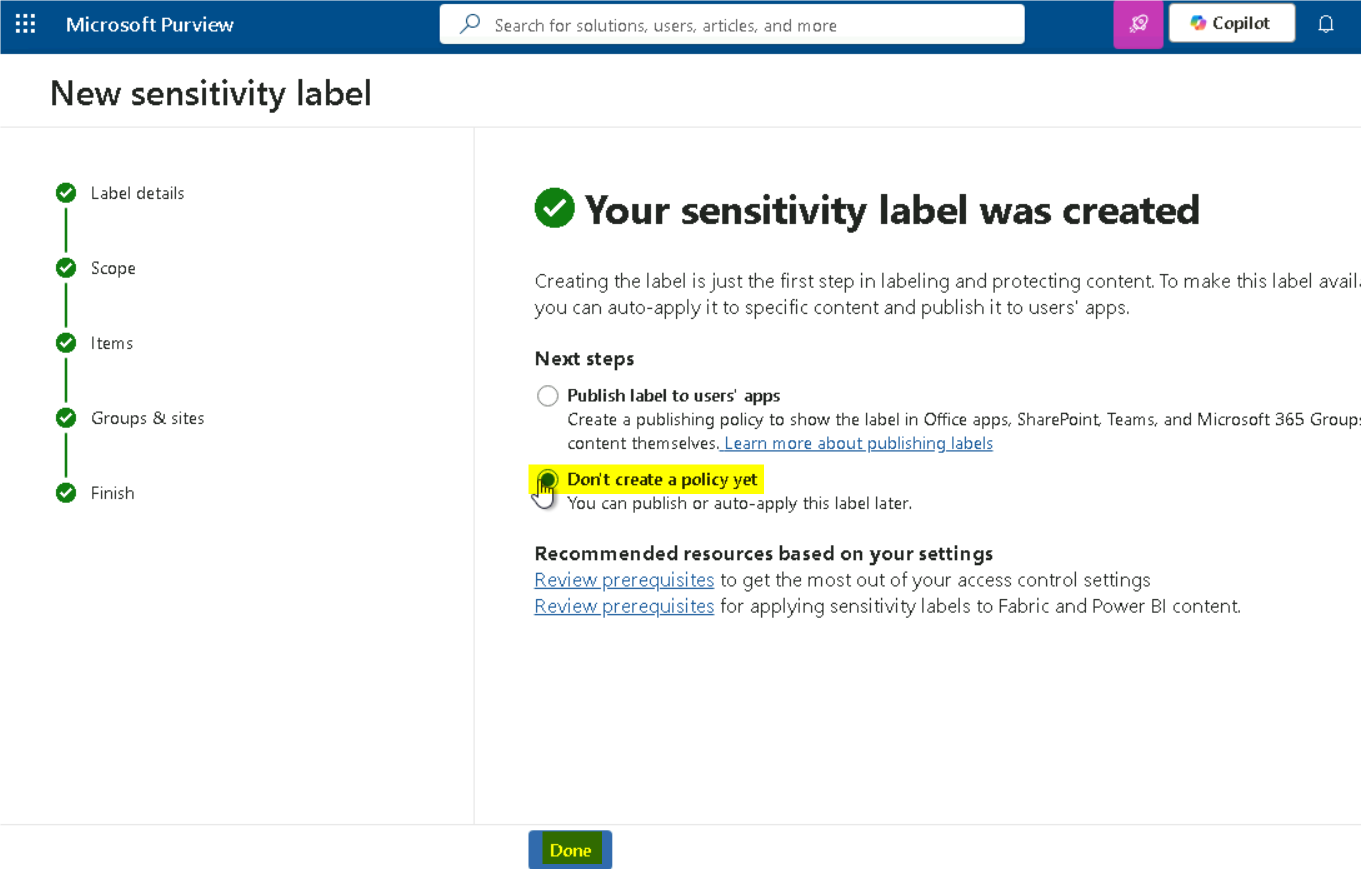 Microsoft Purview
Search for solutions, users, articles, and more
Copilot
New sensitivity label
Label details
Scope
Items
Groups & sites
Finish
Your sensitivity label was created
Creating the label is just the first step in labeling and protecting content. To make this label
you can auto-apply it to specific content and publish it to users' apps.
Next steps
Publish label to users' apps
Create a publishing policy to show the label in Office apps, SharePoint, Teams, and Microsoft 365 Groups
content themselves. Learn more about publishing labels
Don't create a policy yet
You can publish or auto-apply this label later.
Recommended resources based on your settings
Review prerequisites to get the most out of your access control settings
Review prerequisites for applying sensitivity labels to Fabric and Power BI content.
Done